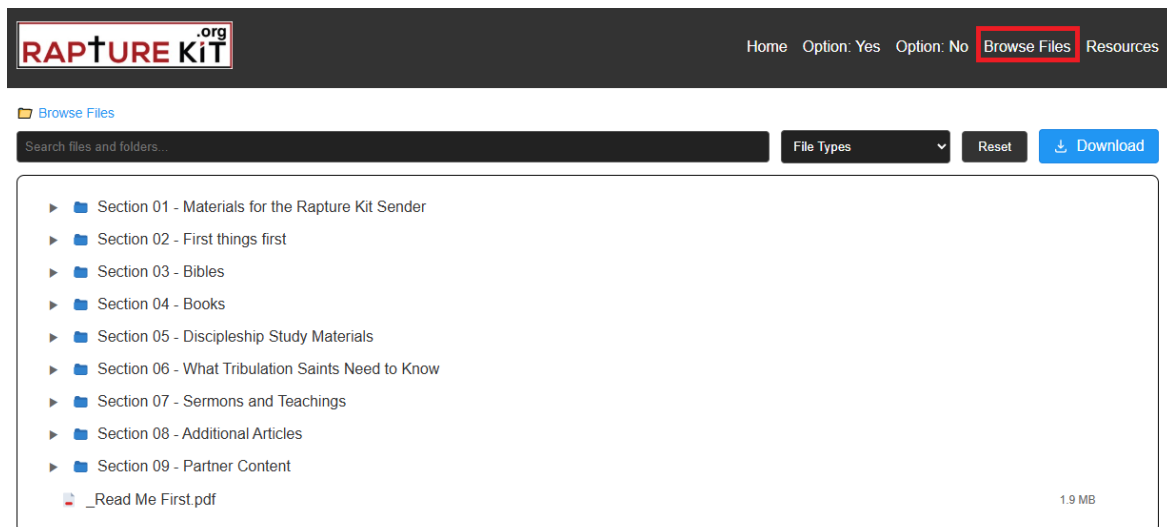 .org
RAPTURE KiT
Home Option: Yes Option: No Browse Files Resources
Browse Files
Search files and folders... File Types Reset Download
Section 01 - Materials for the Rapture Kit Sender
Section 02 - First things first
Section 03 - Bibles
Section 04 - Books
Section 05 - Discipleship Study Materials
Section 06 - What Tribulation Saints Need to Know
Section 07 - Sermons and Teachings
Section 08 - Additional Articles
Section 09 - Partner Content
_Read Me First.pdf 1.9 MB